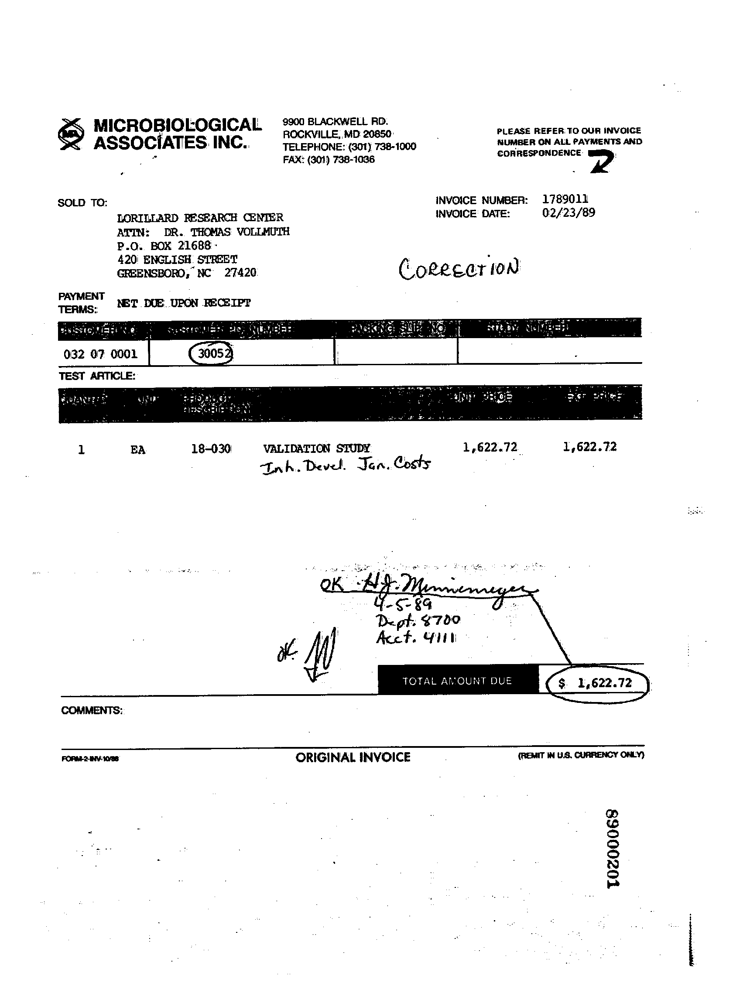 MICROBIOLOGICAL
ASSOCIATES INC.
9900 BLACKWELL RD.
ROCKVILLE, MD 20850
TELEPHONE: (301) 738-1000
FAX: (301) 738-1036
PLEASE REFER TO OUR INVOICE
NUMBER ON ALL PAYMENTS AND
CORRESPONDENCE
SOLD TO:
LORILLARD RESEARCH CENTER
ATTN: DR. THOMAS VOLLMUTH
P.O. BOX 21688
420 ENGLISH STREET
GREENSBORO, NC 27420
INVOICE NUMBER: 1789011
INVOICE DATE: 02/23/89
CORRECTION
PAYMENT
TERMS: NET DUE UPON RECEIPT
CUSTOMER NO. CUSTOMER P.O. NUMBER PACKING SLIP NO STUDY NUMBER
032 07 0001 30052
TEST ARTICLE:
QUANTITY UNIT PRODUCT DESCRIPTION UNIT PRICE EXT PRICE
1 EA 18-030 VALIDATION STUDY 1,622.72 1,622.72
Inh. Devel. Jan. Costs
OK H.J. Minnemeyer
4-5-89
Dept. 8700
Acct. 4111
OK
TOTAL AMOUNT DUE $ 1,622.72
COMMENTS:
FORM-2-INV-10/88
ORIGINAL INVOICE
(REMIT IN U.S. CURRENCY ONLY)
89000201